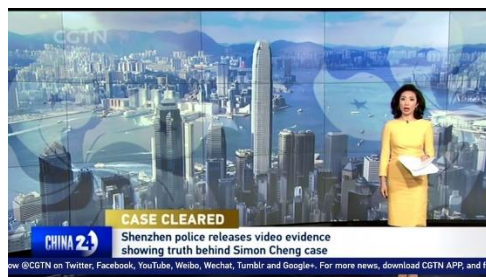 CGTN
CASE CLEARED
CHINA 24
Shenzhen police releases video evidence
showing truth behind Simon Cheng case
ow @CGTN on Twitter, Facebook, YouTube, Weibo, Wechat, Tumblr and Google+. For more news, download CGTN APP, and f